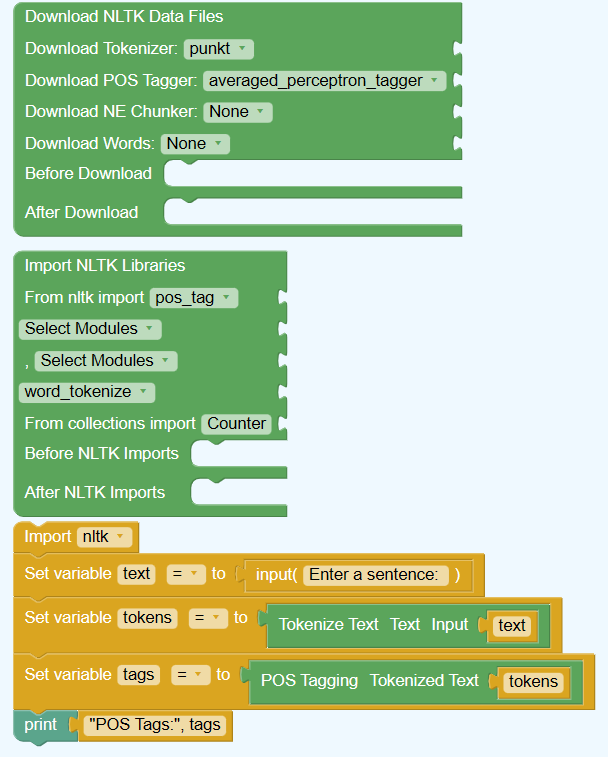 Download NLTK Data Files
Download Tokenizer: punkt
Download POS Tagger: averaged_perceptron_tagger
Download NE Chunker: None
Download Words: None
Before Download
After Download
Import NLTK Libraries
From nltk import pos_tag
Select Modules
, Select Modules
word_tokenize
From collections import Counter
Before NLTK Imports
After NLTK Imports
Import nltk
Set variable text = to input( Enter a sentence: )
Set variable tokens = to Tokenize Text Text Input text
Set variable tags = to POS Tagging Tokenized Text tokens
print "POS Tags:", tags